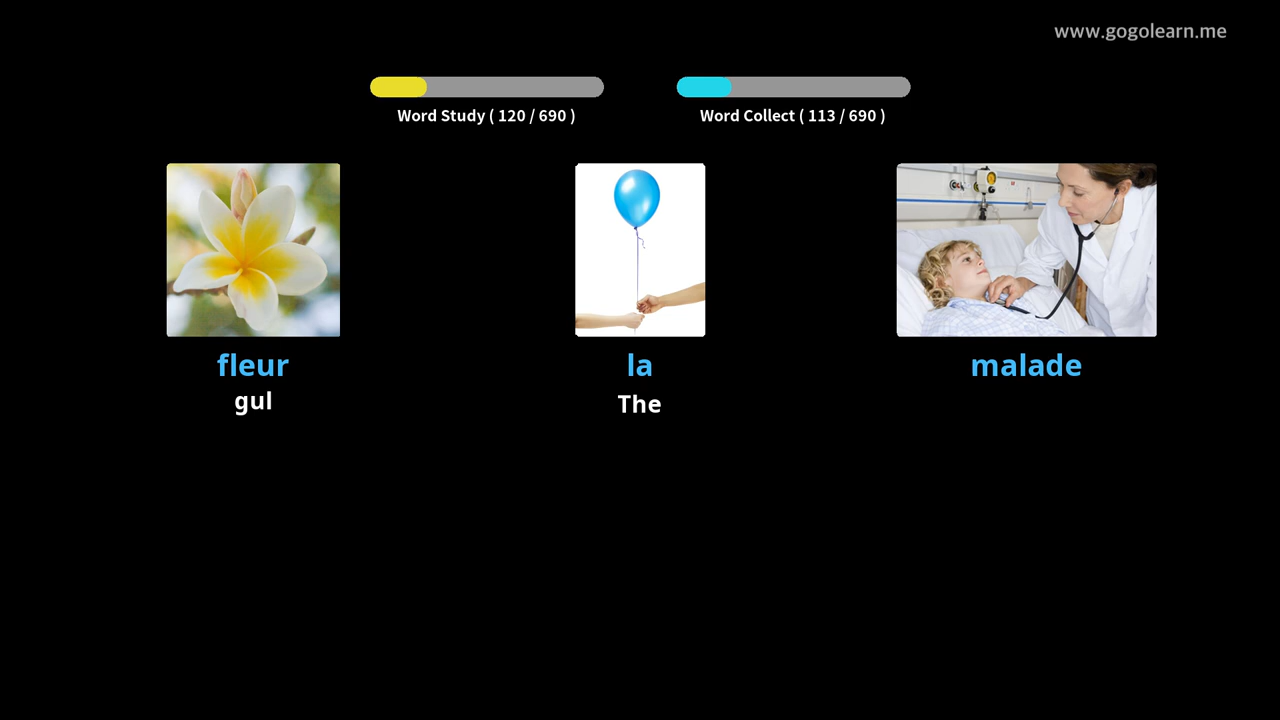 www.gogolearn.me
Word Study ( 120 / 690 )
Word Collect ( 113 / 690 )
fleur
la
malade
gul
The